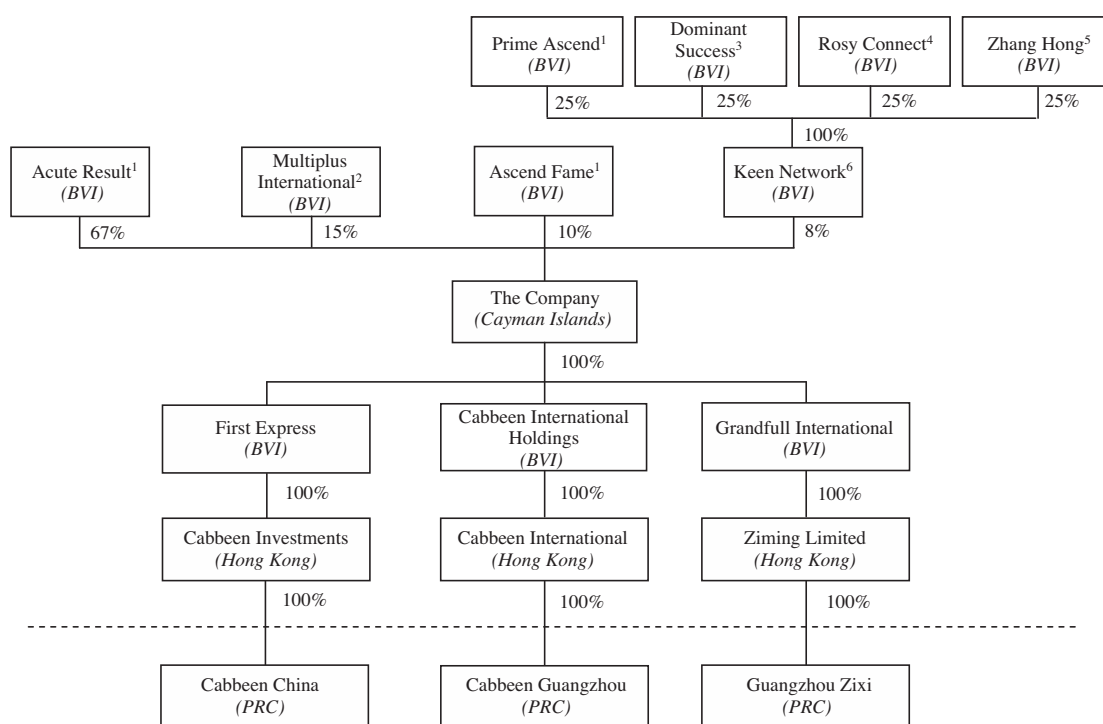 Prime Ascend¹
(BVI)
Dominant
Success³
(BVI)
Rosy Connect⁴
(BVI)
Zhang Hong⁵
(BVI)
25%
25%
25%
25%
100%
Acute Result¹
(BVI)
Multiplus
International²
(BVI)
Ascend Fame¹
(BVI)
Keen Network⁶
(BVI)
67%
15%
10%
8%
The Company
(Cayman Islands)
100%
First Express
(BVI)
Cabbeen International
Holdings
(BVI)
Grandfull International
(BVI)
100%
100%
100%
Cabbeen Investments
(Hong Kong)
Cabbeen International
(Hong Kong)
Ziming Limited
(Hong Kong)
100%
100%
100%
Cabbeen China
(PRC)
Cabbeen Guangzhou
(PRC)
Guangzhou Zixi
(PRC)